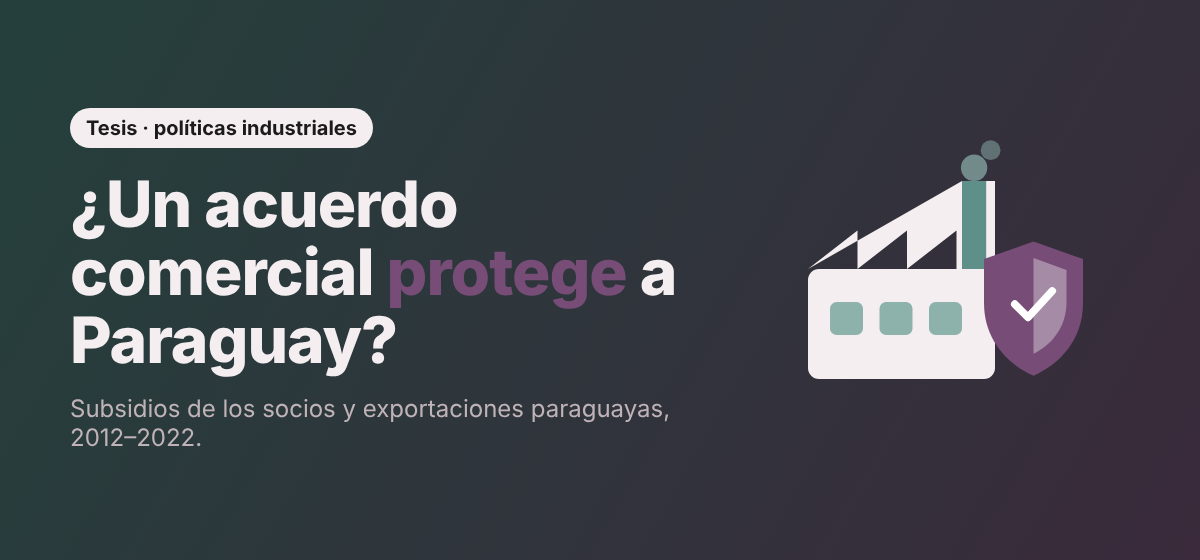 Tesis · políticas industriales
¿Un acuerdo
comercial protege a
Paraguay?
Subsidios de los socios y exportaciones paraguayas,
2012–2022.